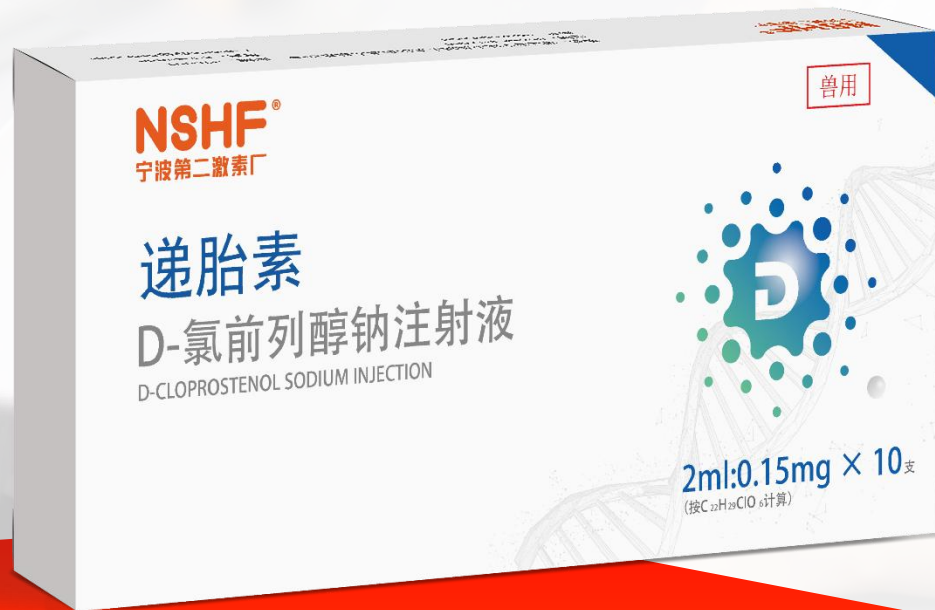 NSHF®
宁波第二激素厂
兽用
递胎素
D-氯前列醇钠注射液
D-CLOPROSTENOL SODIUM INJECTION
D
2ml:0.15mg × 10支
(按C22H29ClO6计算)